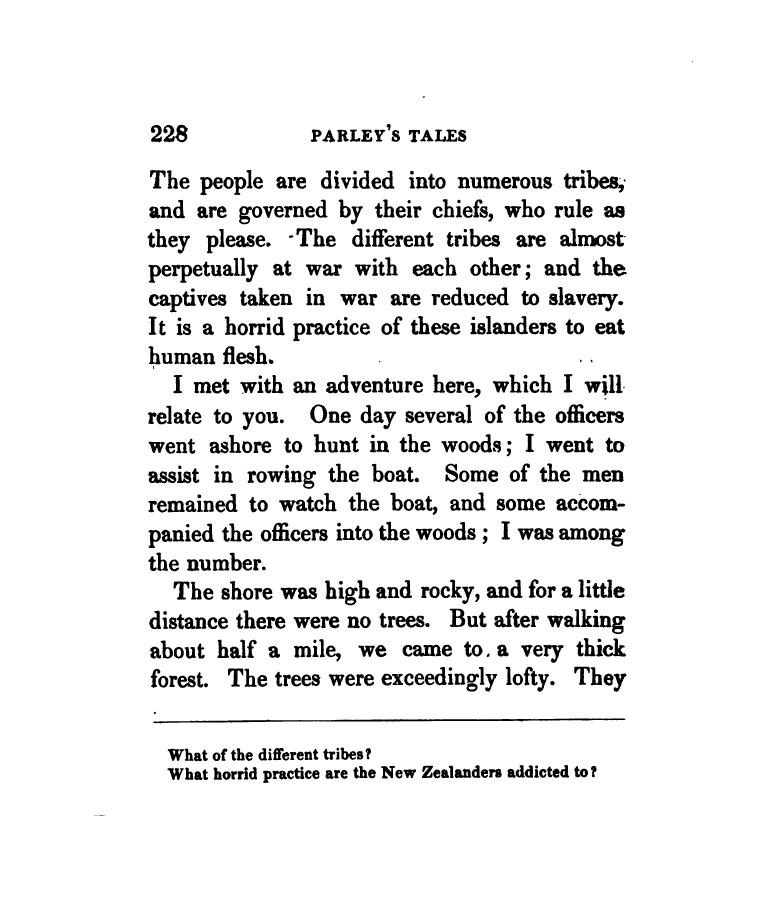 228 PARLEY'S TALES
The people are divided into numerous tribes,
and are governed by their chiefs, who rule as
they please. The different tribes are almost
perpetually at war with each other; and the
captives taken in war are reduced to slavery.
It is a horrid practice of these islanders to eat
human flesh.
I met with an adventure here, which I will
relate to you. One day several of the officers
went ashore to hunt in the woods; I went to
assist in rowing the boat. Some of the men
remained to watch the boat, and some accom-
panied the officers into the woods; I was among
the number.
The shore was high and rocky, and for a little
distance there were no trees. But after walking
about half a mile, we came to a very thick
forest. The trees were exceedingly lofty. They
What of the different tribes?
What horrid practice are the New Zealanders addicted to?